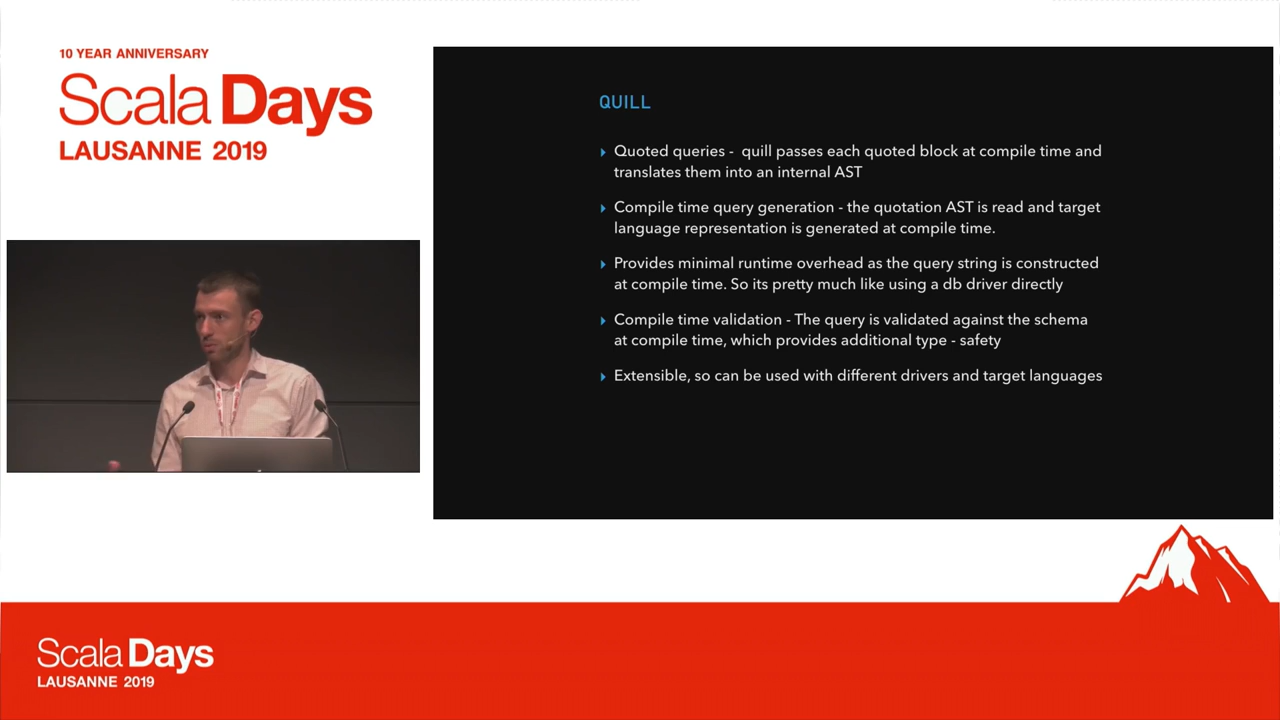 10 YEAR ANNIVERSARY
Scala Days
LAUSANNE 2019
QUILL
Quoted queries - quill passes each quoted block at compile time and
translates them into an internal AST
Compile time query generation - the quotation AST is read and target
language representation is generated at compile time.
Provides minimal runtime overhead as the query string is constructed
at compile time. So its pretty much like using a db driver directly
Compile time validation - The query is validated against the schema
at compile time, which provides additional type - safety
Extensible, so can be used with different drivers and target languages
Scala Days
LAUSANNE 2019